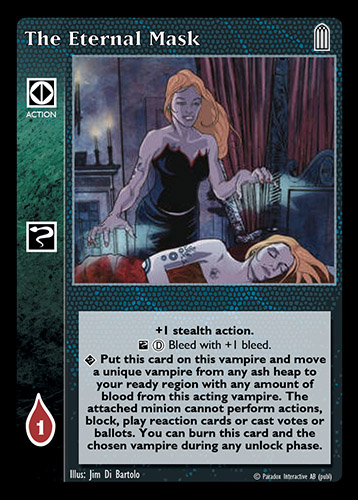 The Eternal Mask
ACTION
+1 stealth action.
D Bleed with +1 bleed.
Put this card on this vampire and move
a unique vampire from any ash heap to
your ready region with any amount of
blood from this acting vampire. The
attached minion cannot perform actions,
block, play reaction cards or cast votes or
ballots. You can burn this card and the
chosen vampire during any unlock phase.
1
Illus: Jim Di Bartolo
© Paradox Interactive AB (publ)